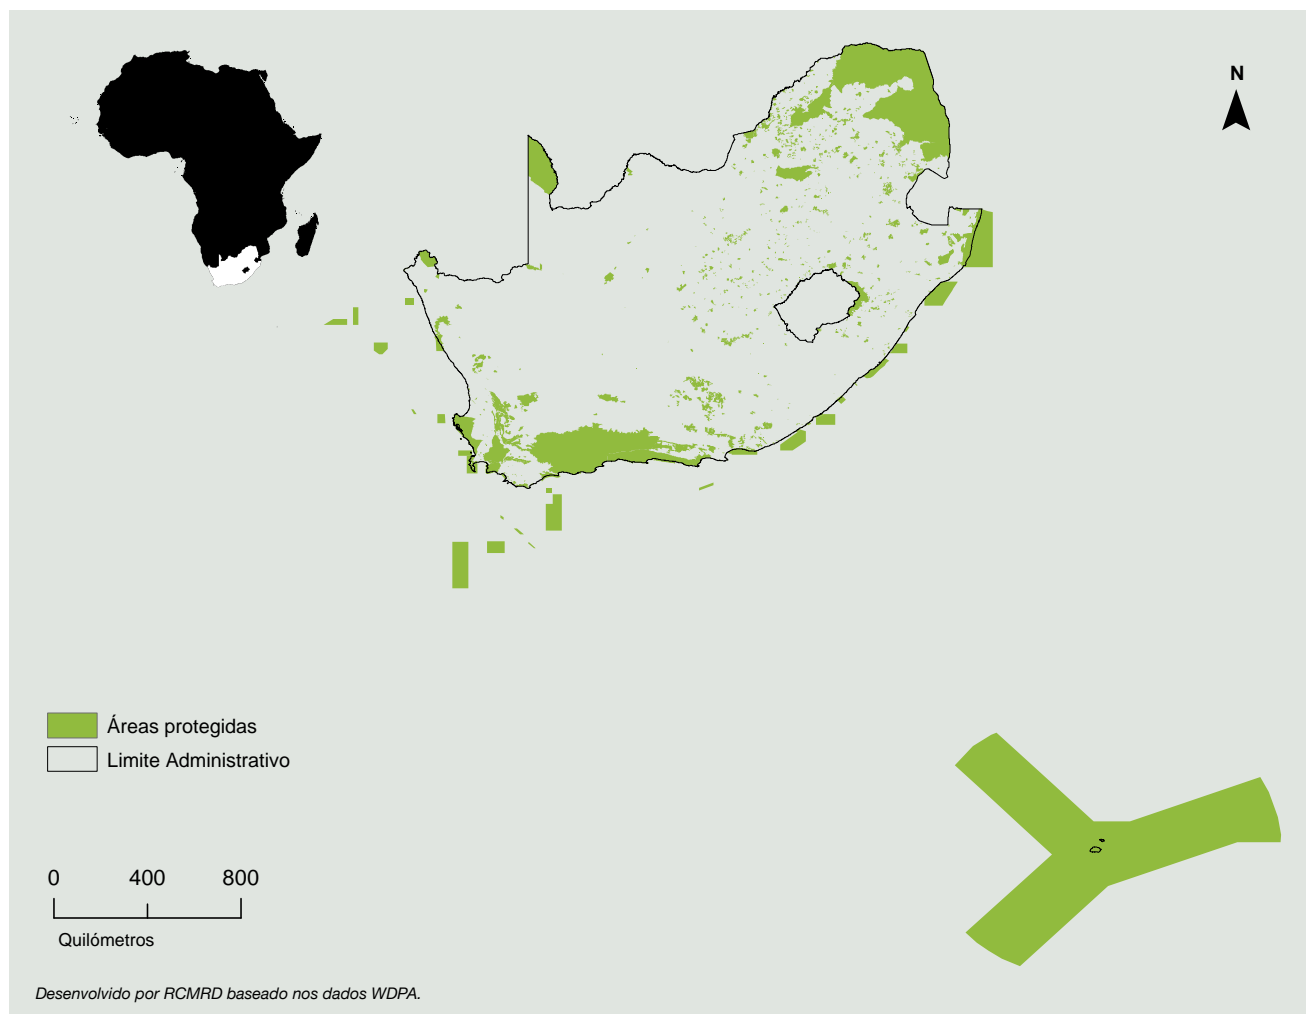 N
Áreas protegidas
Limite Administrativo
0 400 800
Quilómetros
Desenvolvido por RCMRD baseado nos dados WDPA.